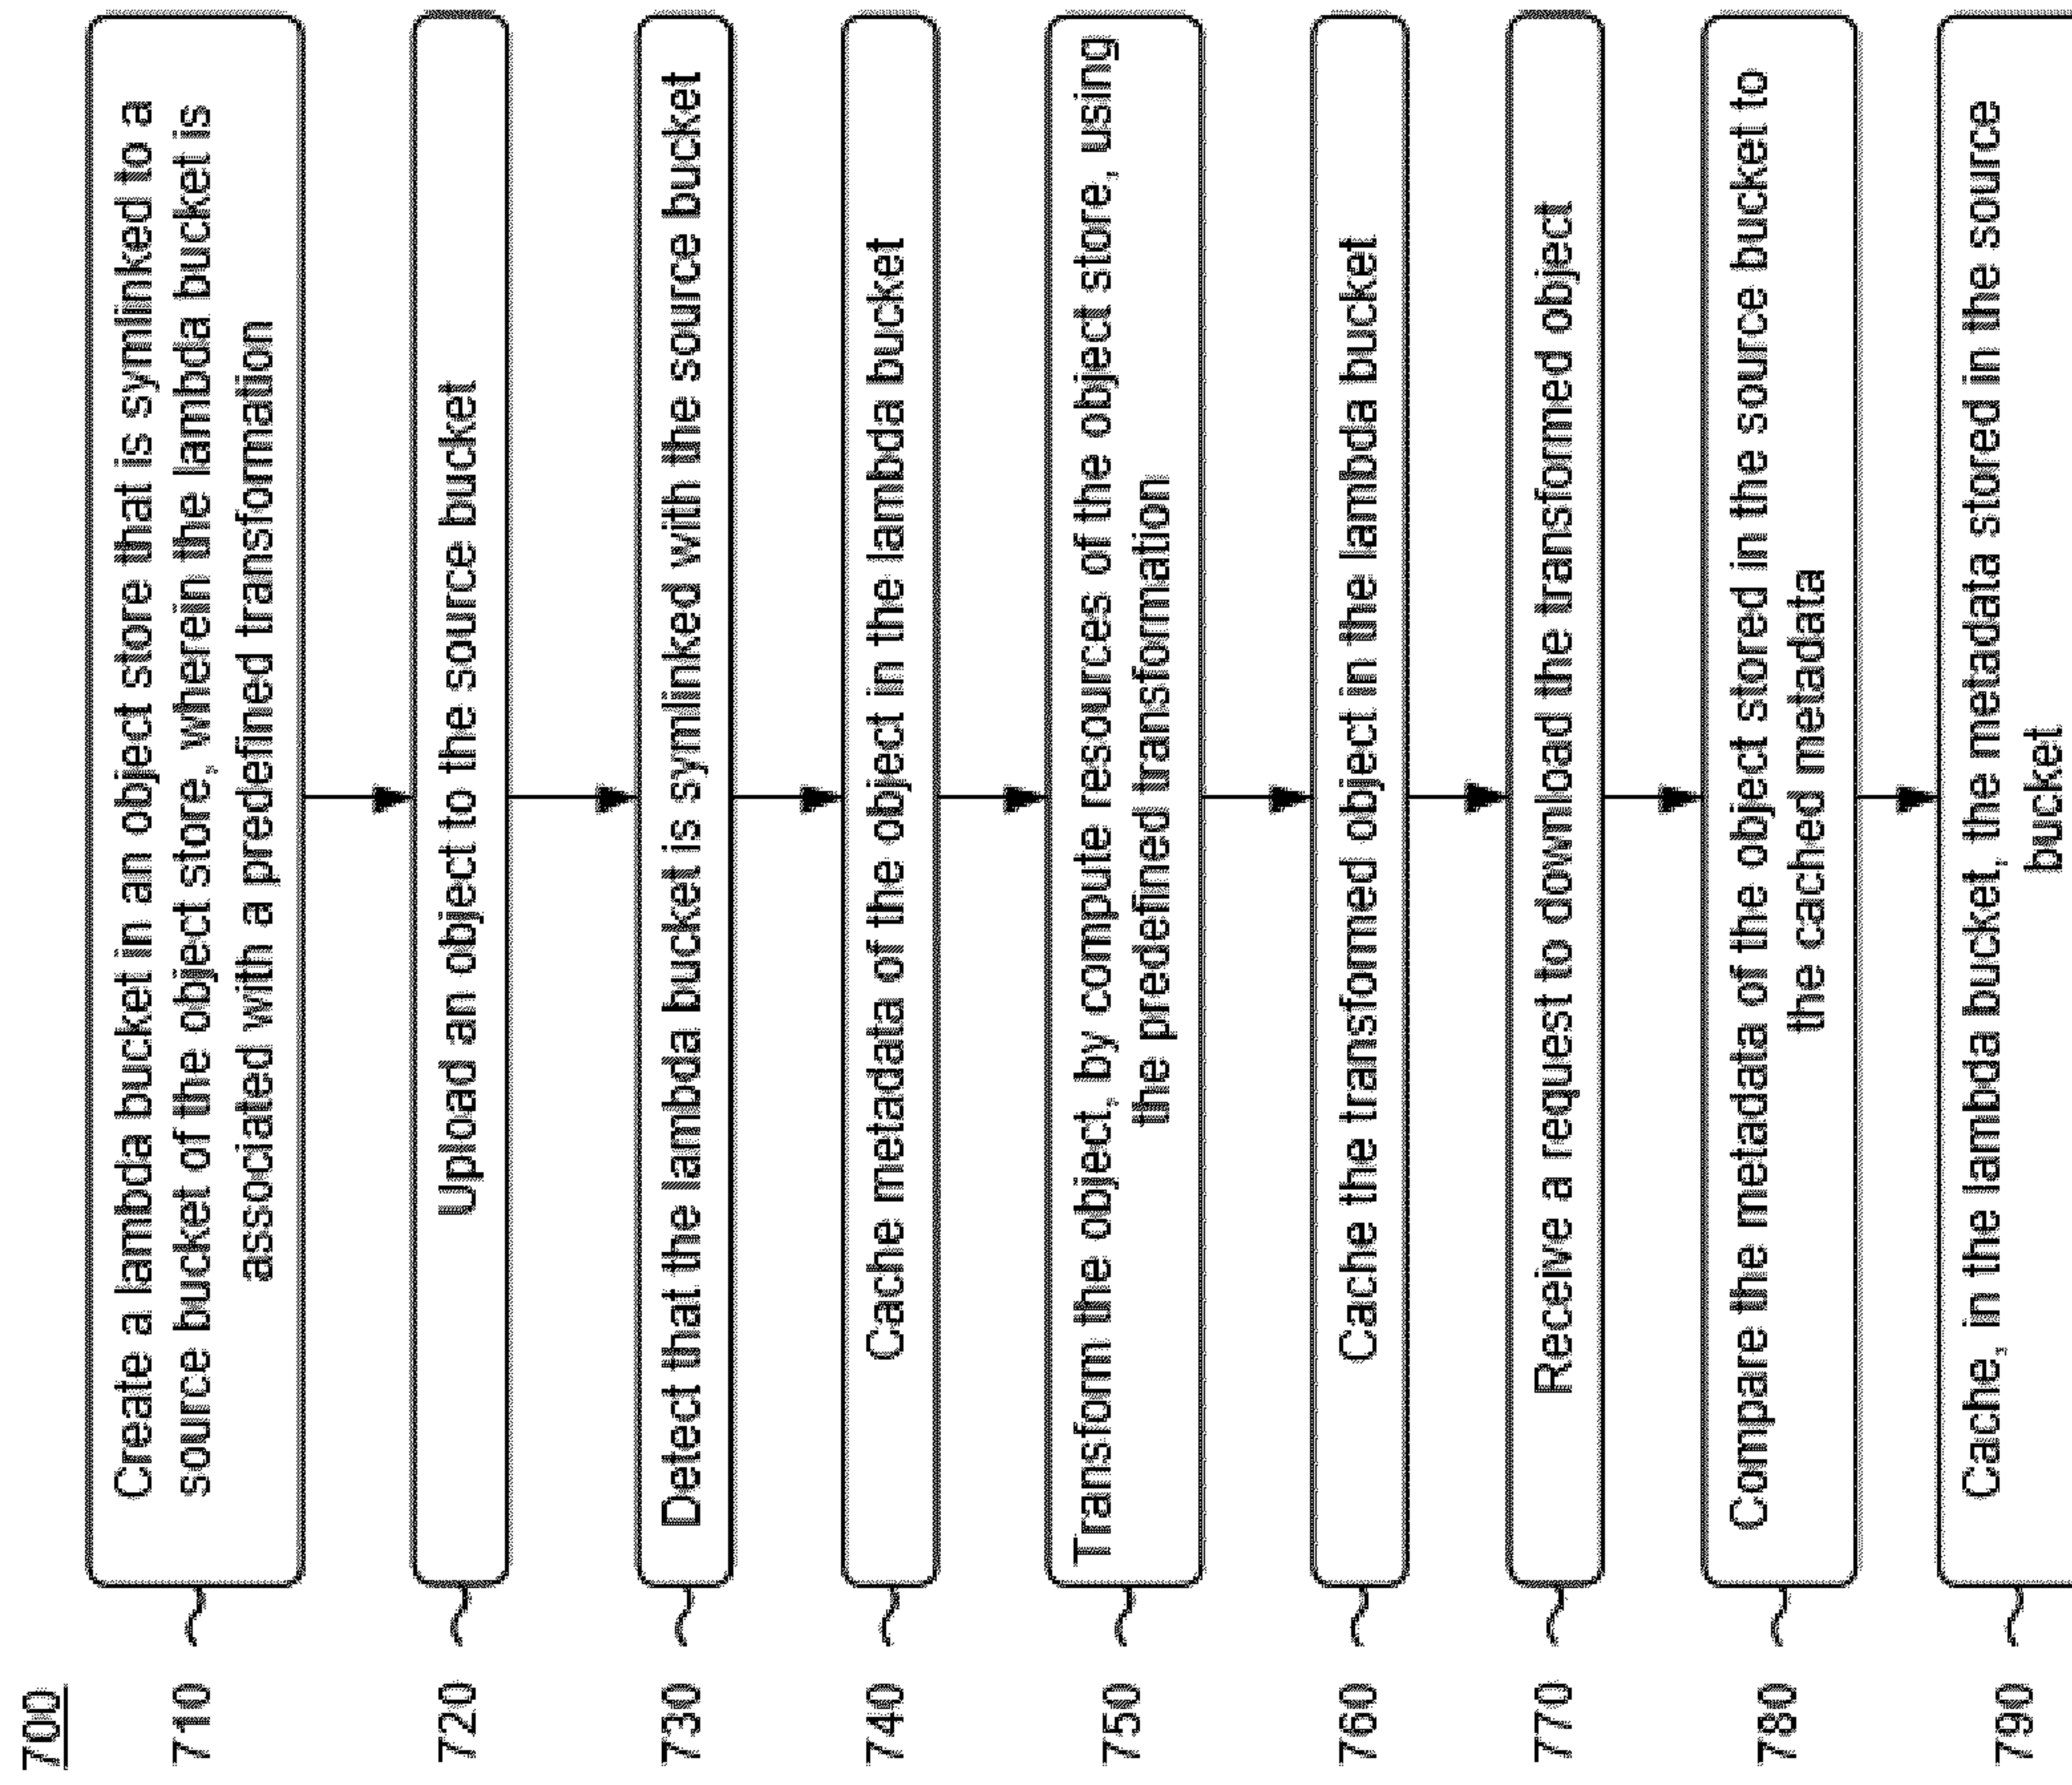 700
710
Create a lambda bucket in an object store that is symlinked to a
source bucket of the object store, wherein the lambda bucket is
associated with a predefined transformation
720
Upload an object to the source bucket
730
Detect that the lambda bucket is symlinked with the source bucket
740
Cache metadata of the object in the lambda bucket
750
Transform the object, by compute resources of the object store, using
the predefined transformation
760
Cache the transformed object in the lambda bucket
770
Receive a request to download the transformed object
780
Compare the metadata of the object stored in the source bucket to
the cached metadata
790
Cache, in the lambda bucket, the metadata stored in the source
bucket